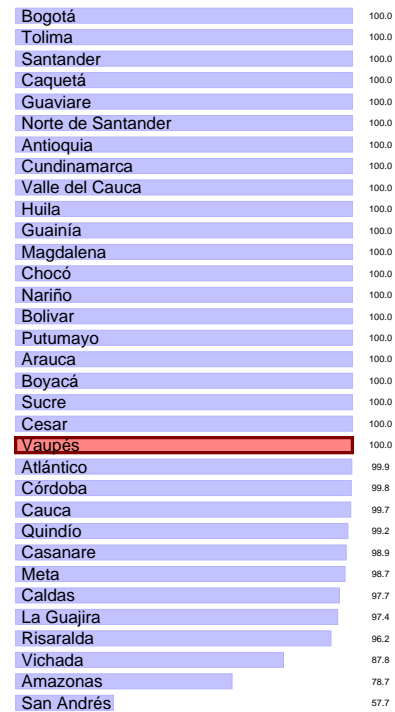 Bogotá 100.0
Tolima 100.0
Santander 100.0
Caquetá 100.0
Guaviare 100.0
Norte de Santander 100.0
Antioquia 100.0
Cundinamarca 100.0
Valle del Cauca 100.0
Huila 100.0
Guainía 100.0
Magdalena 100.0
Chocó 100.0
Nariño 100.0
Bolivar 100.0
Putumayo 100.0
Arauca 100.0
Boyacá 100.0
Sucre 100.0
Cesar 100.0
Vaupés 100.0
Atlántico 99.9
Córdoba 99.8
Cauca 99.7
Quindío 99.2
Casanare 98.9
Meta 98.7
Caldas 97.7
La Guajira 97.4
Risaralda 96.2
Vichada 87.8
Amazonas 78.7
San Andrés 57.7